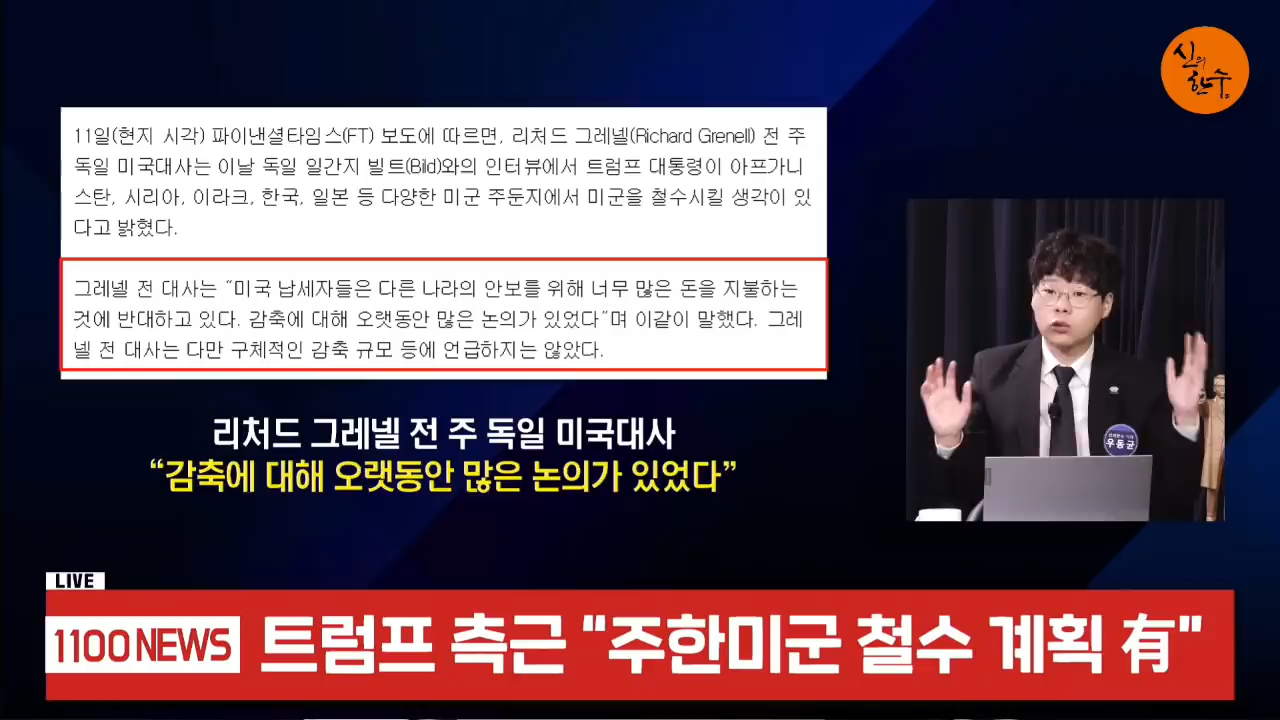 신의
한수
11일(현지 시각) 파이낸셜타임스(FT) 보도에 따르면, 리처드 그레넬(Richard Grenell) 전 주
독일 미국대사는 이날 독일 일간지 빌트(Bild)와의 인터뷰에서 트럼프 대통령이 아프가니
스탄, 시리아, 이라크, 한국, 일본 등 다양한 미군 주둔지에서 미군을 철수시킬 생각이 있
다고 밝혔다.
그레넬 전 대사는 "미국 납세자들은 다른 나라의 안보를 위해 너무 많은 돈을 지불하는
것에 반대하고 있다. 감축에 대해 오랫동안 많은 논의가 있었다"며 이같이 말했다. 그레
넬 전 대사는 다만 구체적인 감축 규모 등에 언급하지는 않았다.
리처드 그레넬 전 주 독일 미국대사
“감축에 대해 오랫동안 많은 논의가 있었다”
우동균
LIVE
1100 NEWS
트럼프 측근 "주한미군 철수 계획 有"